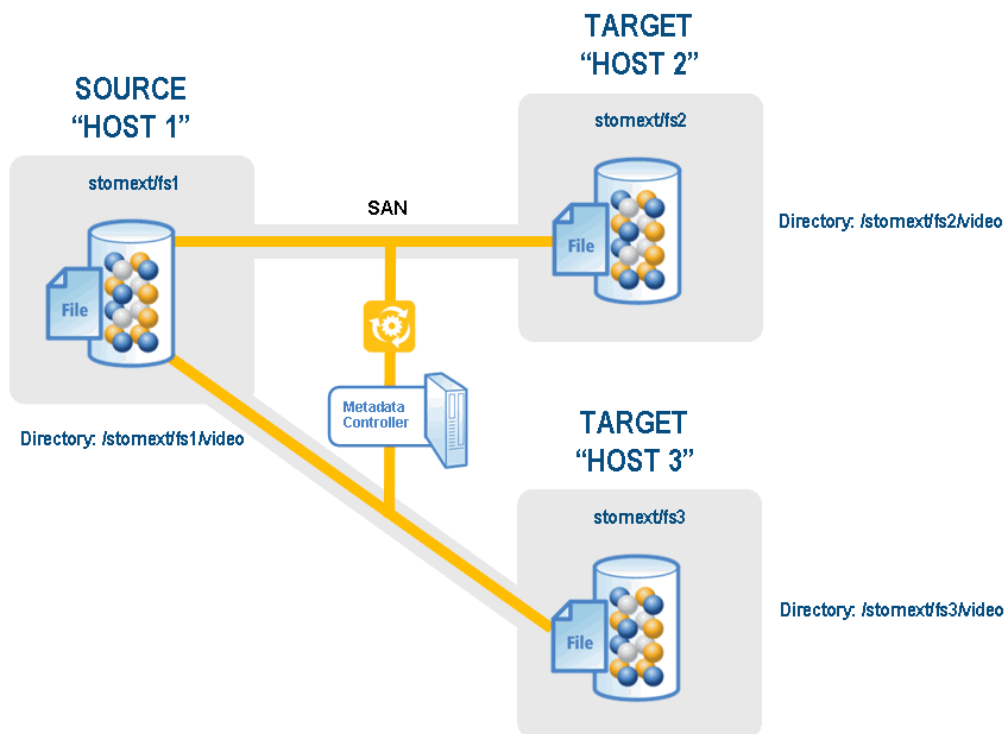 TARGET
“HOST 2”
SOURCE
“HOST 1”
stornext/fs2
stornext/fs1
SAN
Directory: /stornext/fs2/video
File
File
Metadata
Controller
TARGET
“HOST 3”
Directory: /stornext/fs1/video
stornext/fs3
Directory: /stornext/fs3/video
File